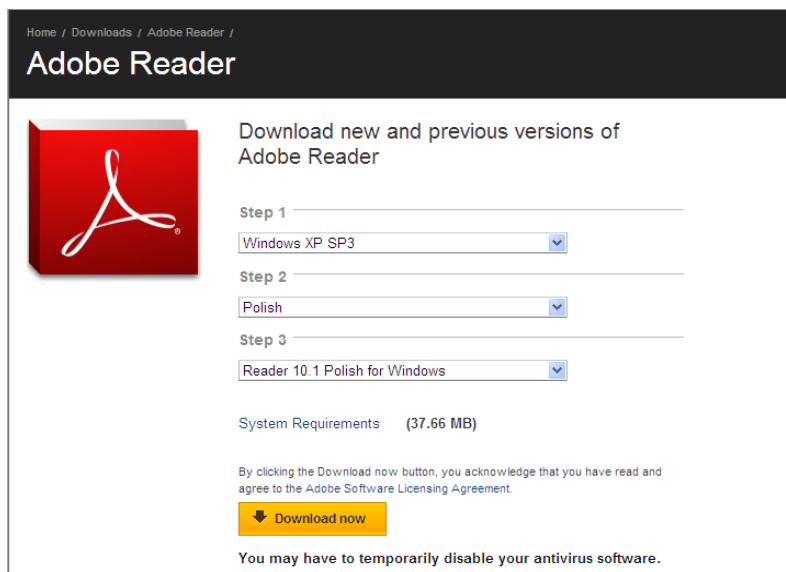 Home / Downloads / Adobe Reader /
Adobe Reader
Download new and previous versions of
Adobe Reader
Step 1
Windows XP SP3
Step 2
Polish
Step 3
Reader 10.1 Polish for Windows
System Requirements (37.66 MB)
By clicking the Download now button, you acknowledge that you have read and
agree to the Adobe Software Licensing Agreement.
Download now
You may have to temporarily disable your antivirus software.